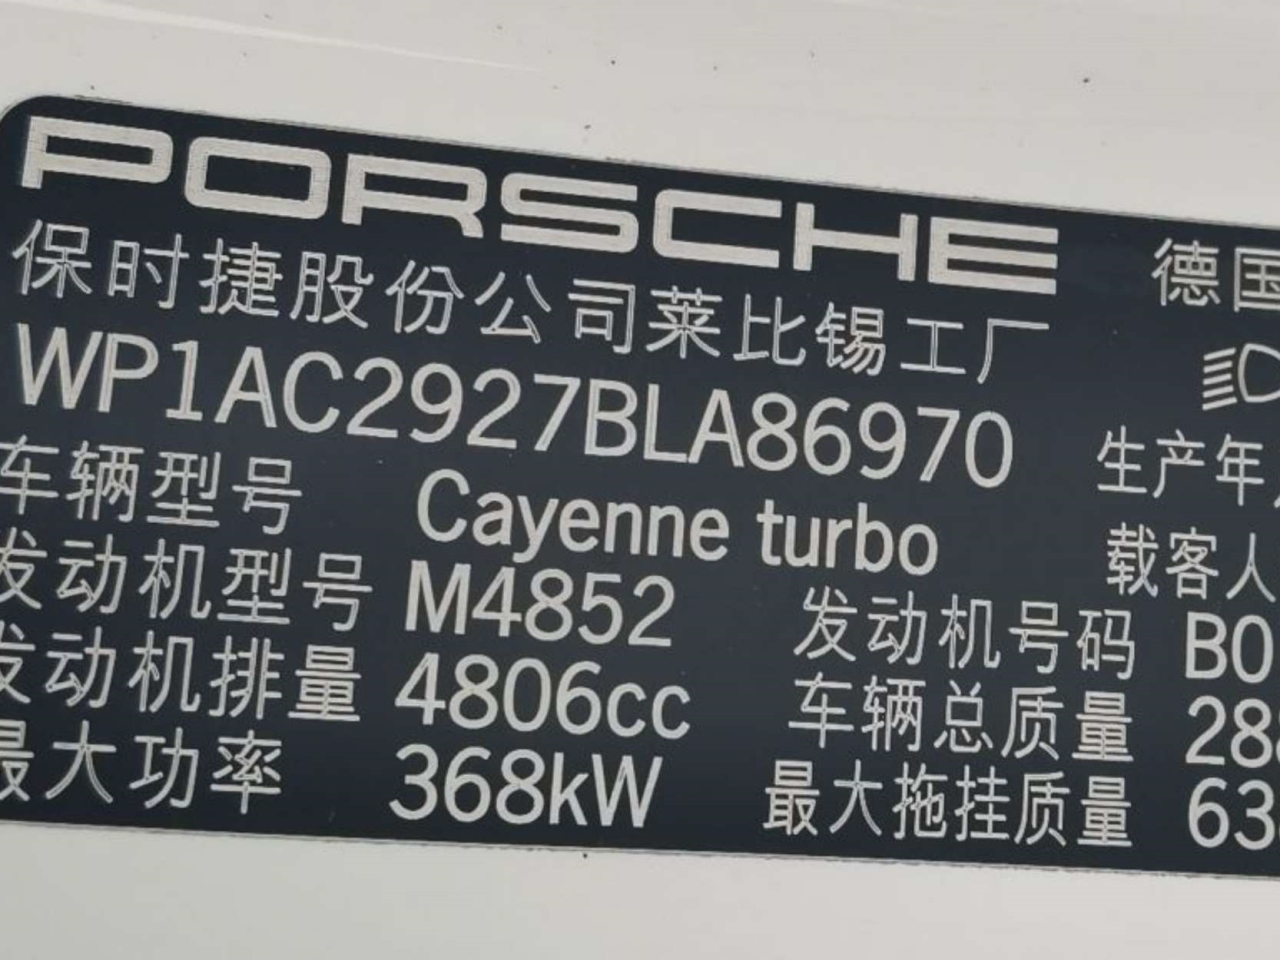 PORSCHE
保时捷股份公司莱比锡工厂 德国
WP1AC2927BLA86970
生产年
车辆型号 Cayenne turbo
载客人
发动机型号 M4852
发动机号码 B0
发动机排量 4806cc
车辆总质量 28
最大功率 368kW
最大拖挂质量 63